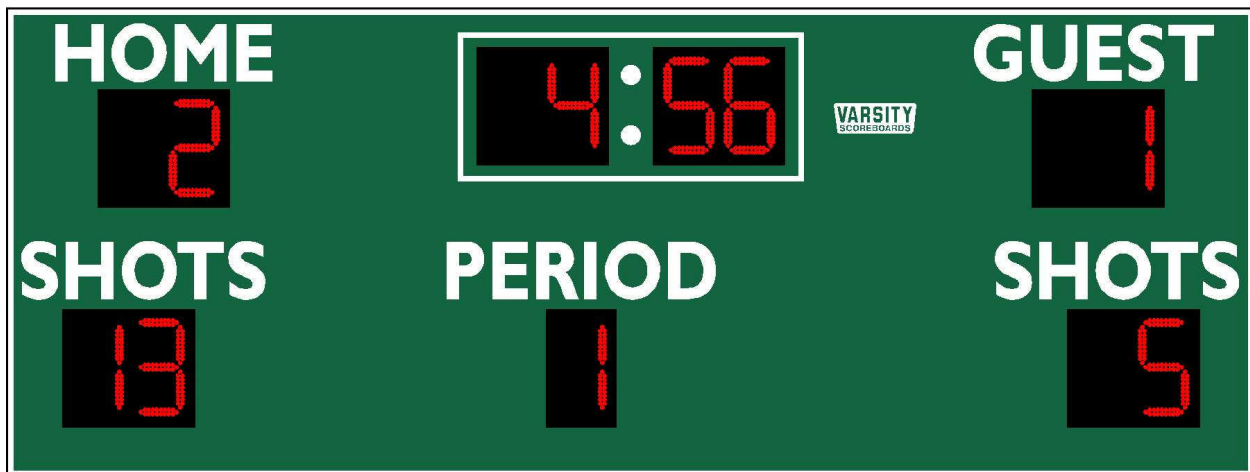 HOME
4:56
GUEST
2
VARSITY
SCOREBOARDS
1
SHOTS
PERIOD
SHOTS
13
1
5